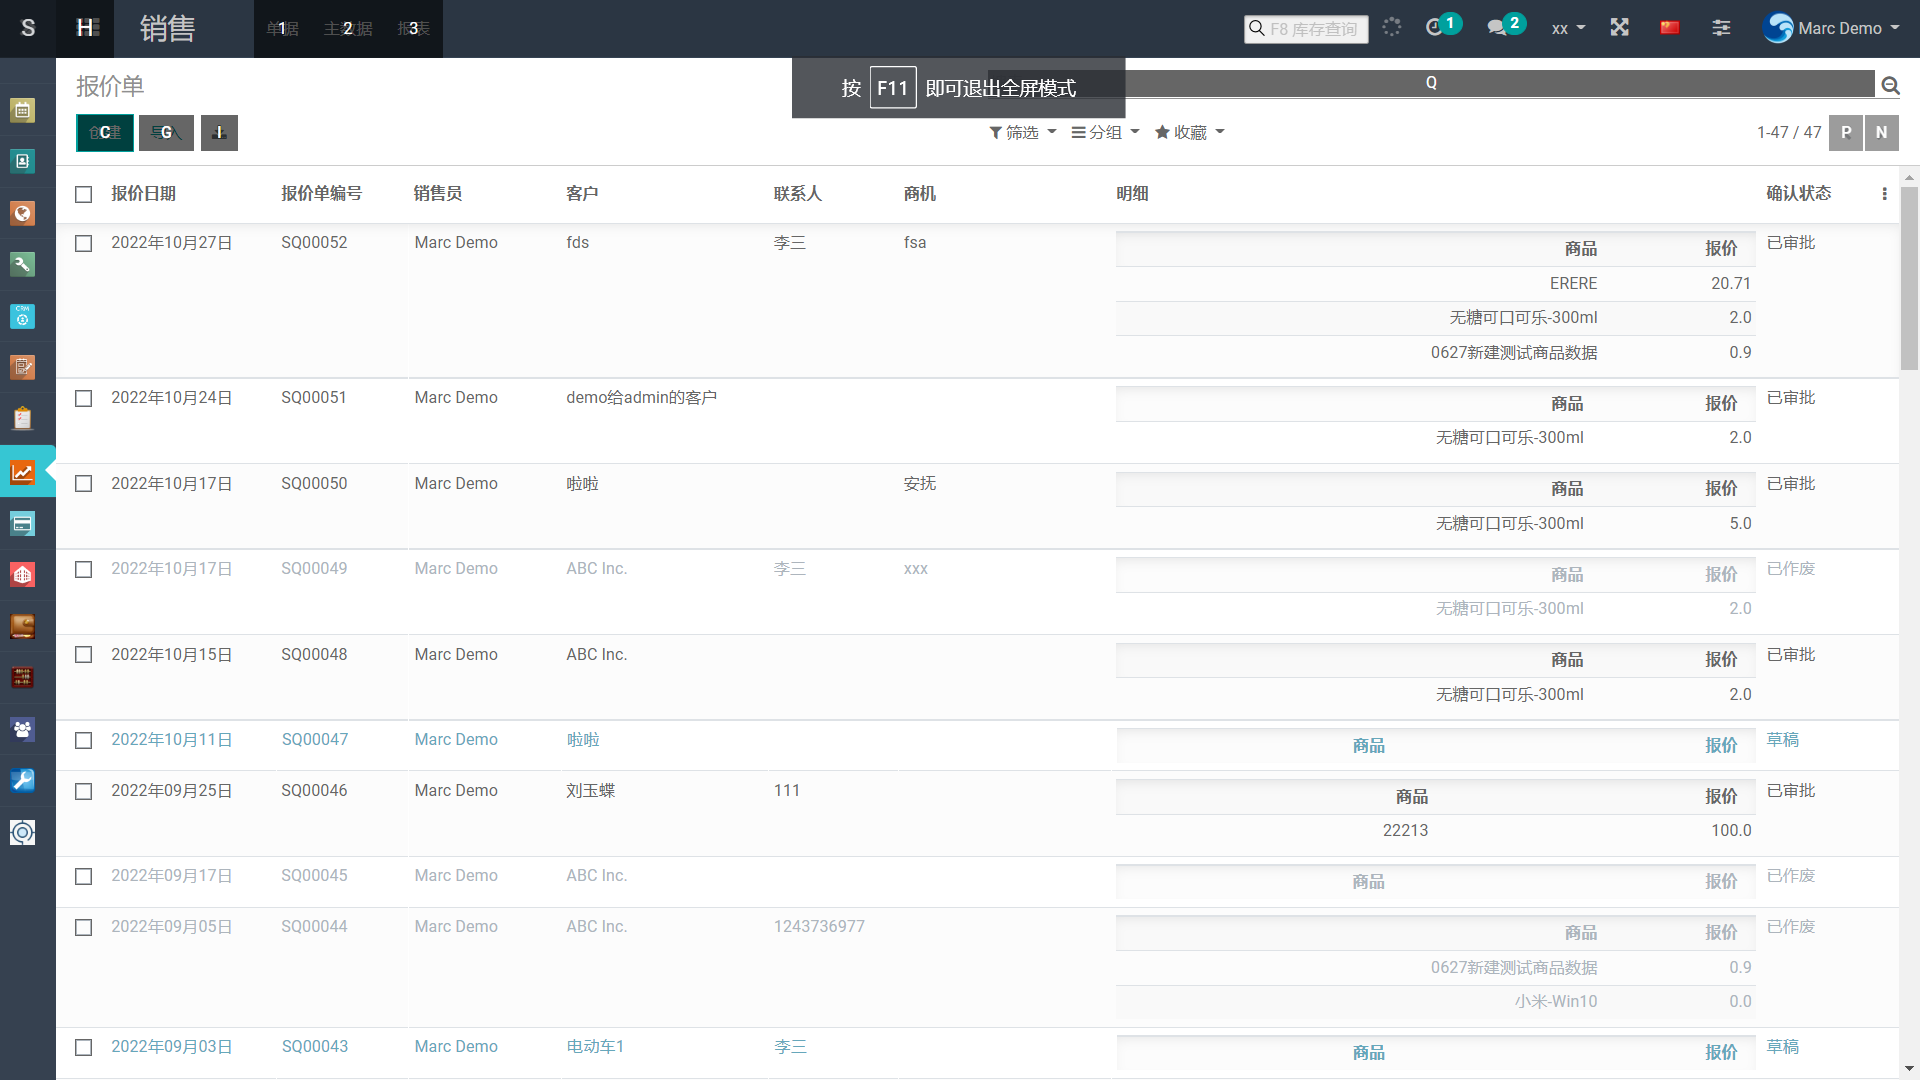 S H 销售 单据 1 主数据 2 报表 3 F8 库存查询 1 2 xx Marc Demo
报价单 按 F11 即可退出全屏模式 Q
创建 C G I 筛选 分组 收藏 1-47 / 47 P N
报价日期 报价单编号 销售员 客户 联系人 商机 明细 确认状态
2022年10月27日 SQ00052 Marc Demo fds 李三 fsa 商品 报价 已审批
ERERE 20.71
无糖可口可乐-300ml 2.0
0627新建测试商品数据 0.9
2022年10月24日 SQ00051 Marc Demo demo给admin的客户 商品 报价 已审批
无糖可口可乐-300ml 2.0
2022年10月17日 SQ00050 Marc Demo 啦啦 安抚 商品 报价 已审批
无糖可口可乐-300ml 5.0
2022年10月17日 SQ00049 Marc Demo ABC Inc. 李三 xxx 商品 报价 已作废
无糖可口可乐-300ml 2.0
2022年10月15日 SQ00048 Marc Demo ABC Inc. 商品 报价 已审批
无糖可口可乐-300ml 2.0
2022年10月11日 SQ00047 Marc Demo 啦啦 商品 报价 草稿
2022年09月25日 SQ00046 Marc Demo 刘玉蝶 111 商品 报价 已审批
22213 100.0
2022年09月17日 SQ00045 Marc Demo ABC Inc. 商品 报价 已作废
2022年09月05日 SQ00044 Marc Demo ABC Inc. 1243736977 商品 报价 已作废
0627新建测试商品数据 0.9
小米-Win10 0.0
2022年09月03日 SQ00043 Marc Demo 电动车1 李三 商品 报价 草稿